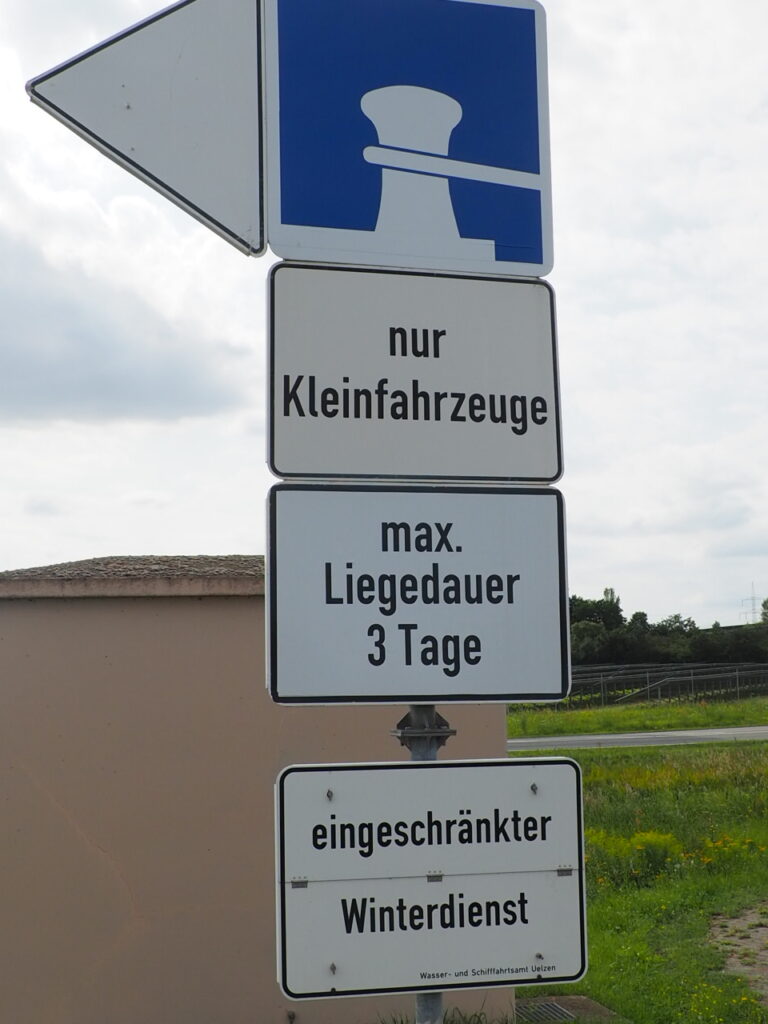 nur
Kleinfahrzeuge
max.
Liegedauer
3 Tage
eingeschränkter
Winterdienst
Wasser- und Schifffahrtsamt Uelzen